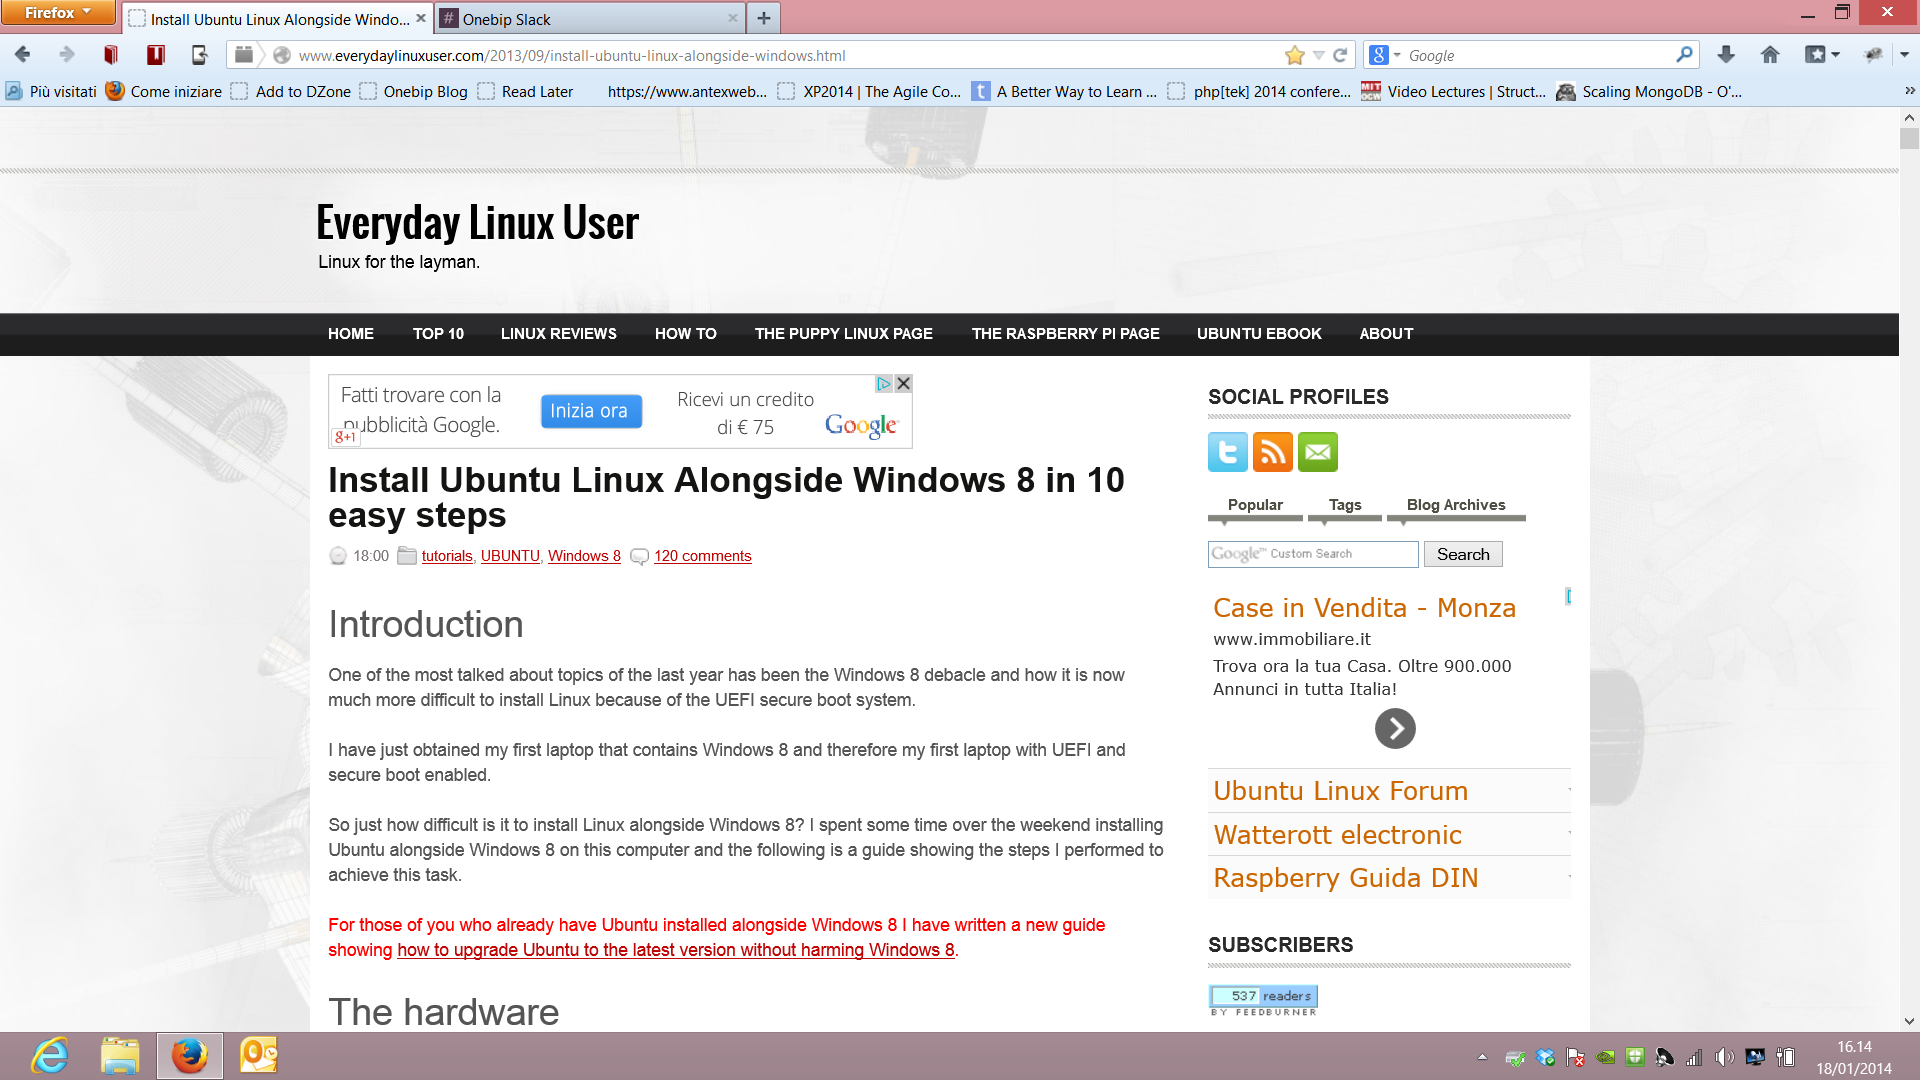 Firefox
Install Ubuntu Linux Alongside Windo...
Onebip Slack
www.everydaylinuxuser.com/2013/09/install-ubuntu-linux-alongside-windows.html
Google
Più visitati
Come iniziare
Add to DZone
Onebip Blog
Read Later
https://www.antexweb...
XP2014 | The Agile Co...
A Better Way to Learn ...
php[tek] 2014 confere...
Video Lectures | Struct...
Scaling MongoDB - O'...
Everyday Linux User
Linux for the layman.
HOME
TOP 10
LINUX REVIEWS
HOW TO
THE PUPPY LINUX PAGE
THE RASPBERRY PI PAGE
UBUNTU EBOOK
ABOUT
Fatti trovare con la
pubblicità Google.
g+1
Inizia ora
Ricevi un credito
di € 75
Google
Install Ubuntu Linux Alongside Windows 8 in 10
easy steps
18:00 tutorials, UBUNTU, Windows 8 120 comments
Introduction
One of the most talked about topics of the last year has been the Windows 8 debacle and how it is now
much more difficult to install Linux because of the UEFI secure boot system.
I have just obtained my first laptop that contains Windows 8 and therefore my first laptop with UEFI and
secure boot enabled.
So just how difficult is it to install Linux alongside Windows 8? I spent some time over the weekend installing
Ubuntu alongside Windows 8 on this computer and the following is a guide showing the steps I performed to
achieve this task.
For those of you who already have Ubuntu installed alongside Windows 8 I have written a new guide
showing how to upgrade Ubuntu to the latest version without harming Windows 8.
The hardware
SOCIAL PROFILES
Popular
Tags
Blog Archives
Google™ Custom Search
Search
Case in Vendita - Monza
www.immobiliare.it
Trova ora la tua Casa. Oltre 900.000
Annunci in tutta Italia!
Ubuntu Linux Forum
Watterott electronic
Raspberry Guida DIN
SUBSCRIBERS
537 readers
BY FEEDBURNER
16.14
18/01/2014